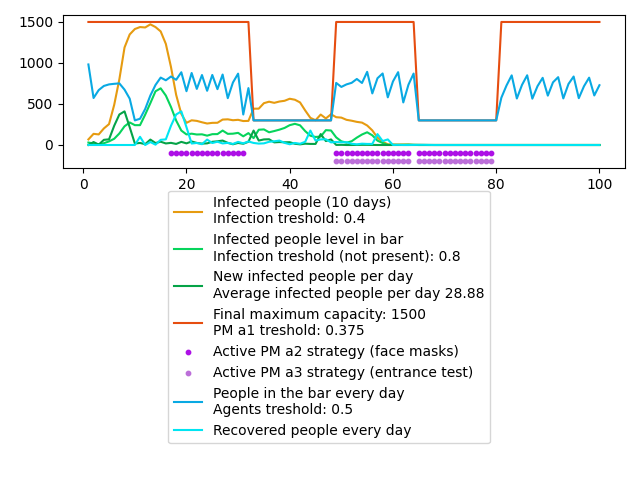 1500
1000
500
0
0 20 40 60 80 100
Infected people (10 days)
Infection treshold: 0.4
Infected people level in bar
Infection treshold (not present): 0.8
New infected people per day
Average infected people per day 28.88
Final maximum capacity: 1500
PM a1 treshold: 0.375
Active PM a2 strategy (face masks)
Active PM a3 strategy (entrance test)
People in the bar every day
Agents treshold: 0.5
Recovered people every day